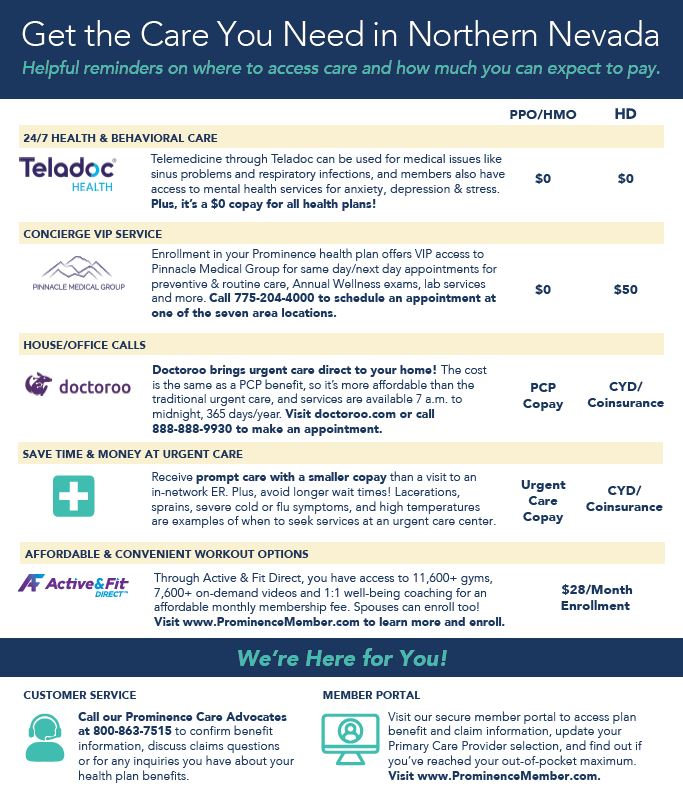 Get the Care You Need in Northern Nevada
Helpful reminders on where to access care and how much you can expect to pay.
PPO/HMO
HD
24/7 HEALTH & BEHAVIORAL CARE
Teladoc
HEALTH
Telemedicine through Teladoc can be used for medical issues like
sinus problems and respiratory infections, and members also have
access to mental health services for anxiety, depression & stress.
Plus, it's a $0 copay for all health plans!
$0
$0
CONCIERGE VIP SERVICE
PINNACLE MEDICAL GROUP
Enrollment in your Prominence health plan offers VIP access to
Pinnacle Medical Group for same day/next day appointments for
preventive & routine care, Annual Wellness exams, lab services
and more. Call 775-204-4000 to schedule an appointment at
one of the seven area locations.
$0
$50
HOUSE/OFFICE CALLS
doctoroo
Doctoroo brings urgent care direct to your home! The cost
is the same as a PCP benefit, so it's more affordable than the
traditional urgent care, and services are available 7 a.m. to
midnight, 365 days/year. Visit doctoroo.com or call
888-888-9930 to make an appointment.
PCP
Copay
CYD/
Coinsurance
SAVE TIME & MONEY AT URGENT CARE
Receive prompt care with a smaller copay than a visit to an
in-network ER. Plus, avoid longer wait times! Lacerations,
sprains, severe cold or flu symptoms, and high temperatures
are examples of when to seek services at an urgent care center.
Urgent
Care
Copay
CYD/
Coinsurance
AFFORDABLE & CONVENIENT WORKOUT OPTIONS
AF Active&Fit
DIRECT™
Through Active & Fit Direct, you have access to 11,600+ gyms,
7,600+ on-demand videos and 1:1 well-being coaching for an
affordable monthly membership fee. Spouses can enroll too!
Visit www.ProminenceMember.com to learn more and enroll.
$28/Month
Enrollment
We're Here for You!
CUSTOMER SERVICE
Call our Prominence Care Advocates
at 800-863-7515 to confirm benefit
information, discuss claims questions
or for any inquiries you have about your
health plan benefits.
MEMBER PORTAL
Visit our secure member portal to access plan
benefit and claim information, update your
Primary Care Provider selection, and find out if
you've reached your out-of-pocket maximum.
Visit www.ProminenceMember.com.